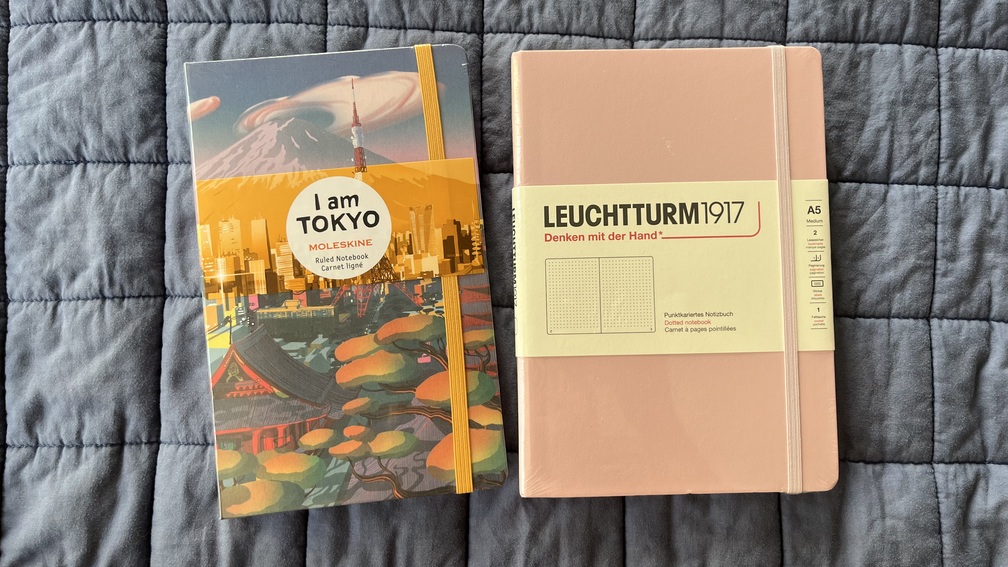 I am
TOKYO
MOLESKINE
Ruled Notebook
Carnet ligné
LEUCHTTURM1917
Denken mit der Hand*
Punktkariertes Notizbuch
Dotted notebook
Carnet à pages pointillées
A5
Medium
2
1